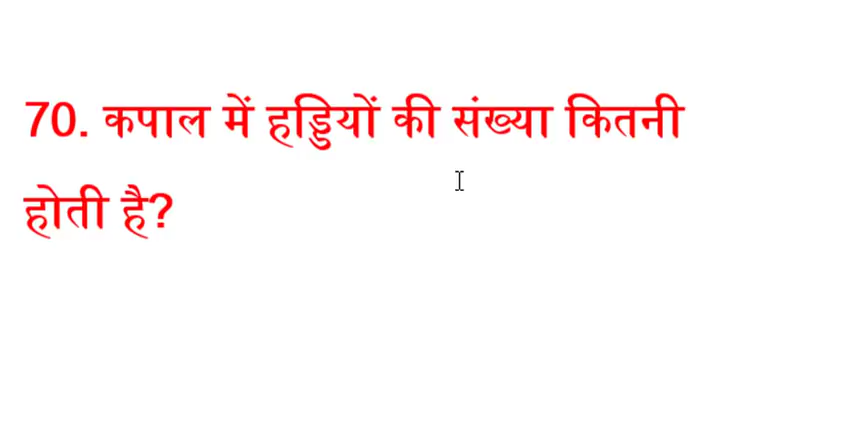 70. कपाल में हड्डियों की संख्या कितनी
होती है?